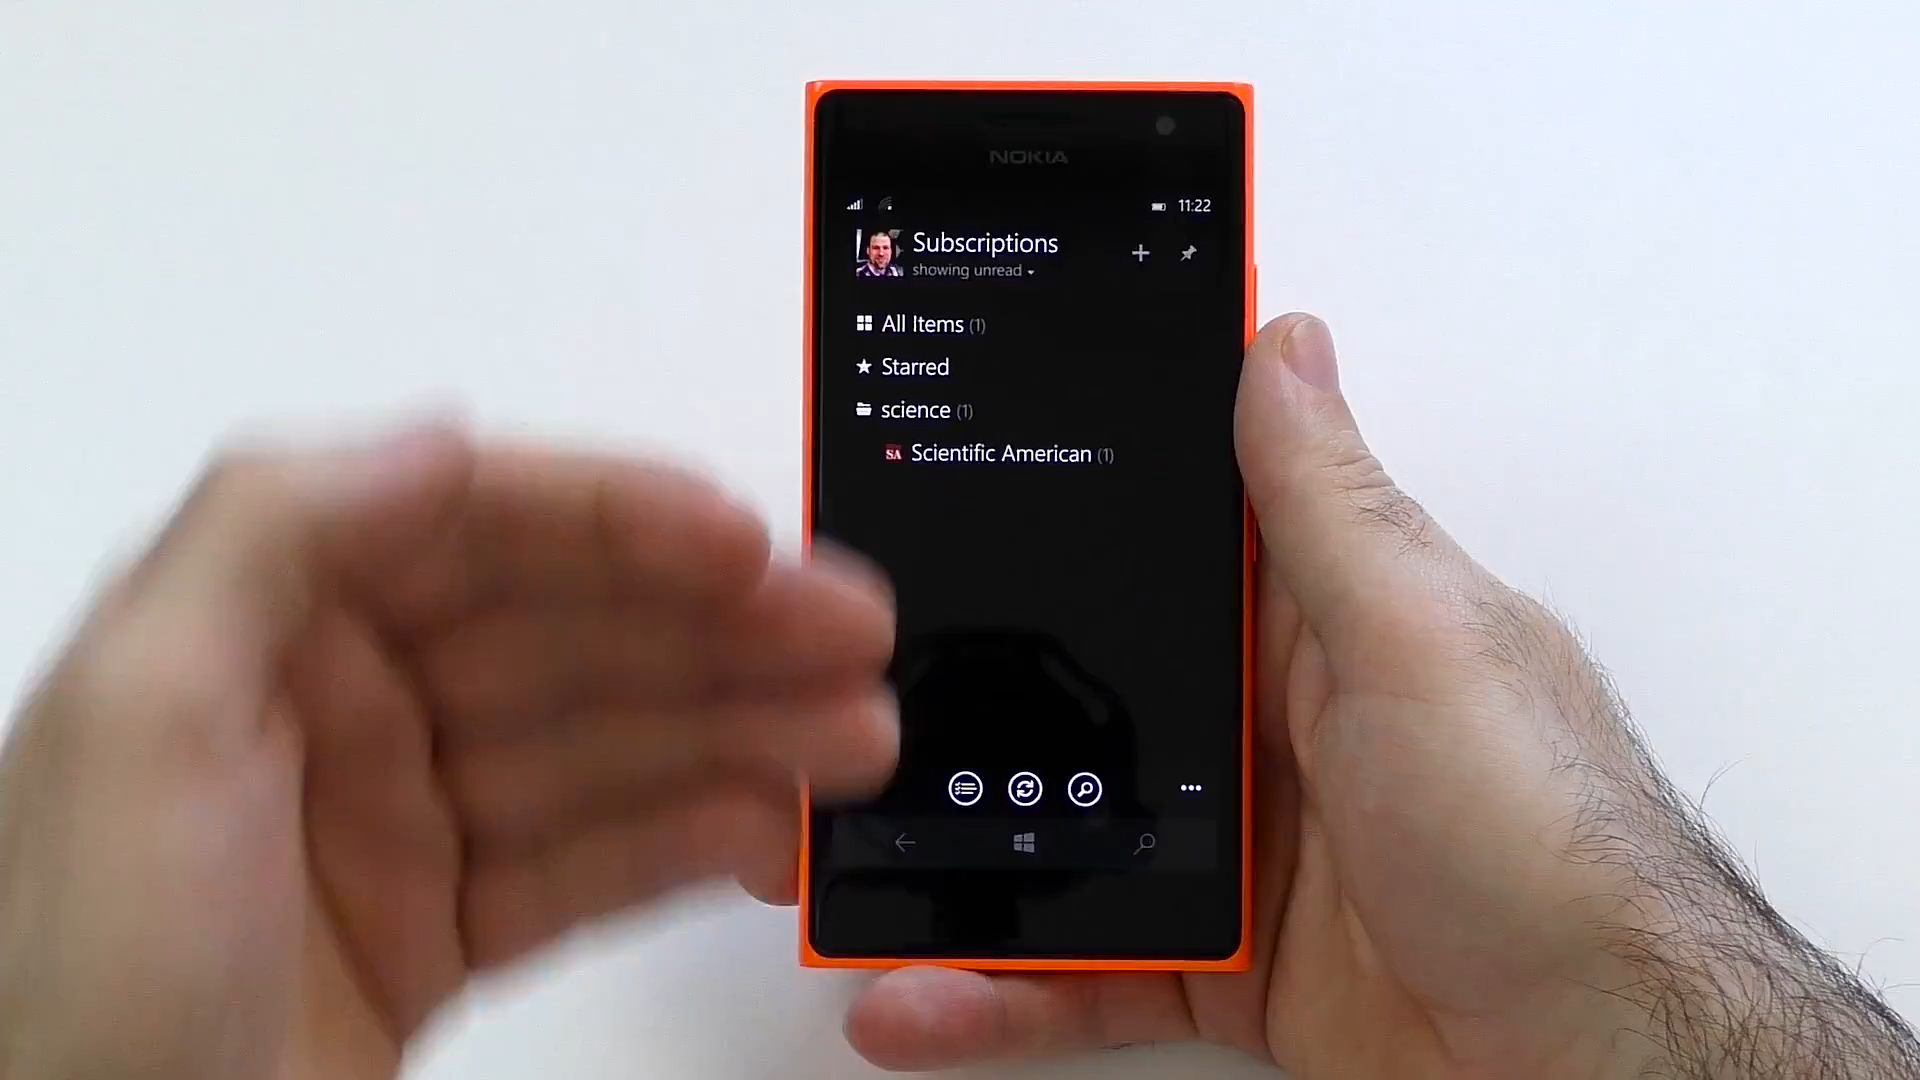 NOKIA
11:22
Subscriptions
showing unread
All Items (1)
Starred
science (1)
SA Scientific American (1)